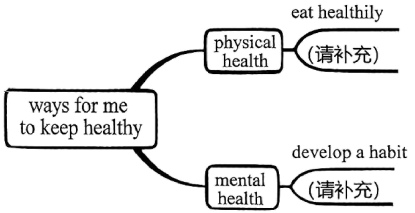 eat healthily
physical
health
(请补充)
ways for me
to keep healthy
develop a habit
mental
health
(请补充)